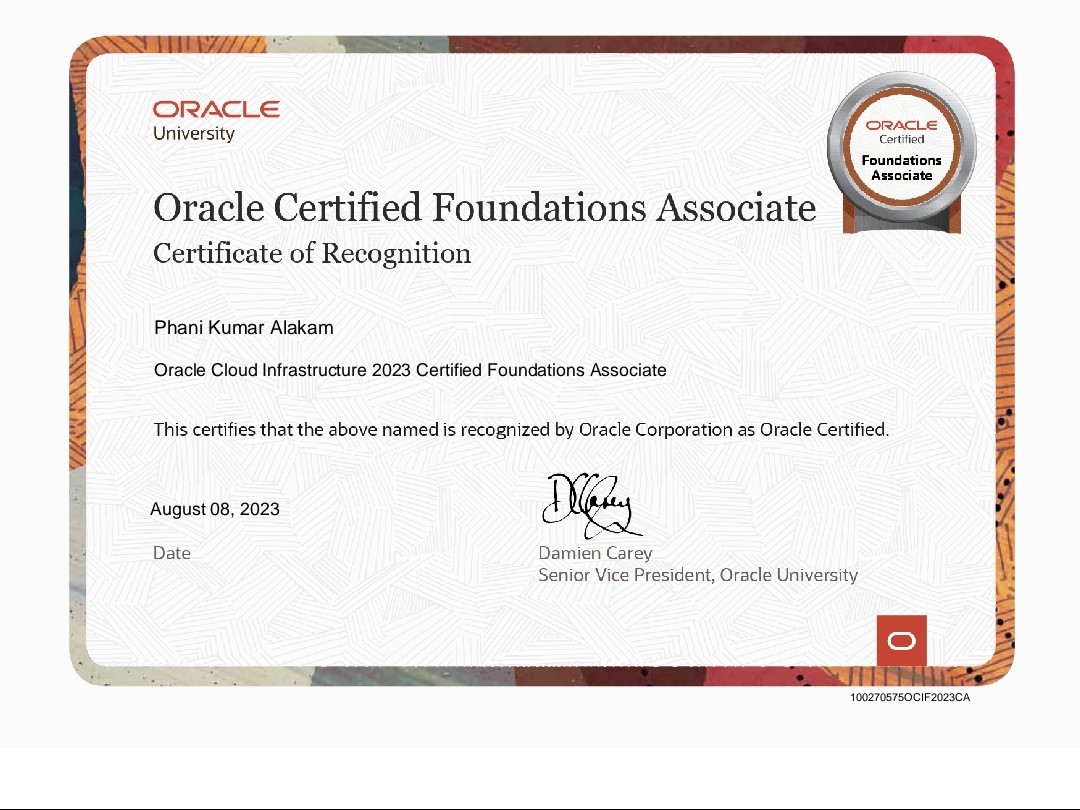 ORACLE
University
ORACLE
Certified
Foundations
Associate
Oracle Certified Foundations Associate
Certificate of Recognition
Phani Kumar Alakam
Oracle Cloud Infrastructure 2023 Certified Foundations Associate
This certifies that the above named is recognized by Oracle Corporation as Oracle Certified.
August 08, 2023
Date
DCarey
Damien Carey
Senior Vice President, Oracle University
100270575OCIF2023CA